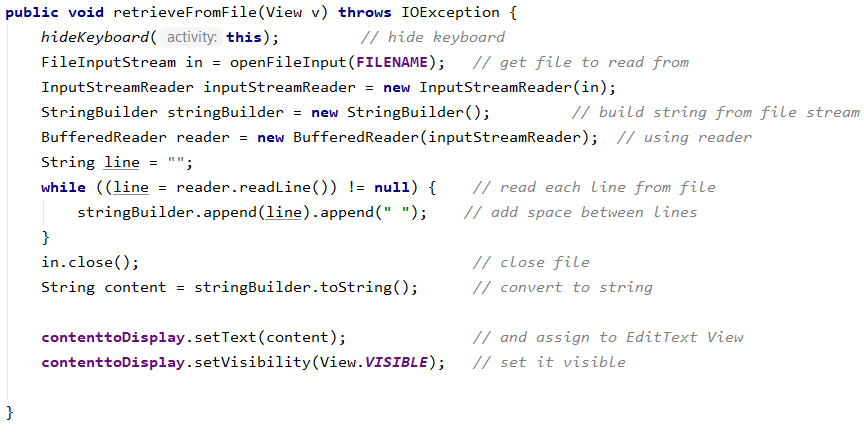 public void retrieveFromFile(View v) throws IOException {
    hideKeyboard( activity: this);         // hide keyboard
    FileInputStream in = openFileInput(FILENAME);   // get file to read from
    InputStreamReader inputStreamReader = new InputStreamReader(in);
    StringBuilder stringBuilder = new StringBuilder();         // build string from file stream
    BufferedReader reader = new BufferedReader(inputStreamReader);  // using reader
    String line = "";
    while ((line = reader.readLine()) != null) {    // read each line from file
        stringBuilder.append(line).append(" ");    // add space between lines
    }
    in.close();                                     // close file
    String content = stringBuilder.toString();      // convert to string
    contenttoDisplay.setText(content);              // and assign to EditText View
    contenttoDisplay.setVisibility(View.VISIBLE);   // set it visible
}